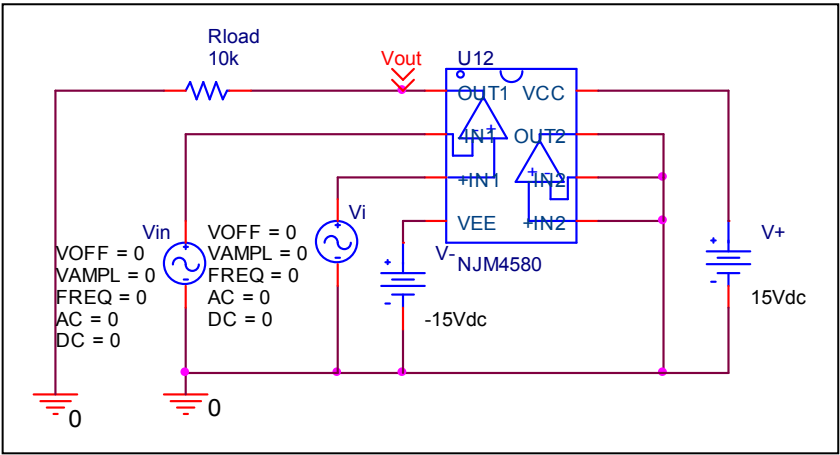 Rload
10k
Vout
U12
OUT1
VCC
-IN1
OUT2
+IN1
-IN2
VEE
+IN2
NJM4580
+
+
Vin
+
-
VOFF = 0
VAMPL = 0
FREQ = 0
AC = 0
DC = 0
Vi
+
-
VOFF = 0
VAMPL = 0
FREQ = 0
AC = 0
DC = 0
V-
+
-
-15Vdc
V+
+
-
15Vdc
0
0